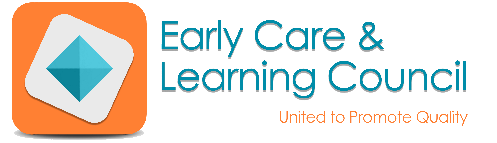 Early Care &
Learning Council
United to Promote Quality